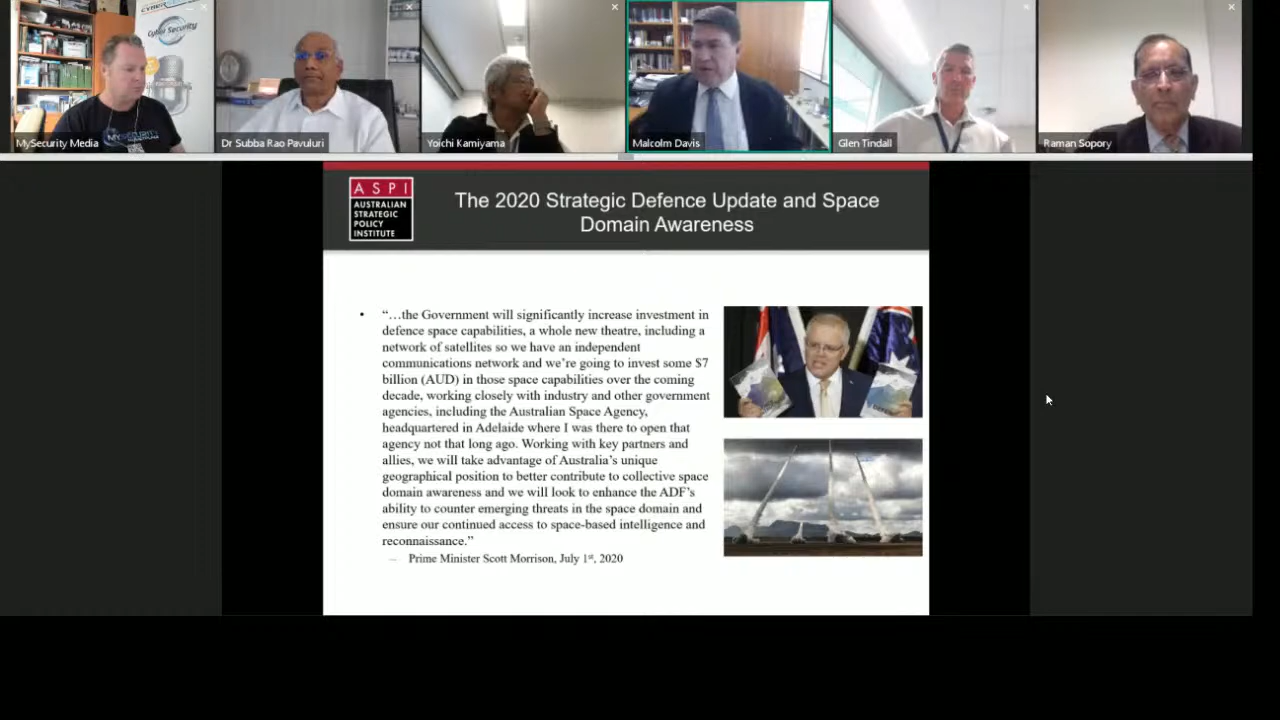 Cyber Security
MYSECURITY
MySecurity Media
Dr Subba Rao Pavuluri
Yoichi Kamiyama
Malcolm Davis
Glen Tindall
Raman Sopory
ASPI
AUSTRALIAN
STRATEGIC
POLICY
INSTITUTE
The 2020 Strategic Defence Update and Space
Domain Awareness
• “…the Government will significantly increase investment in
defence space capabilities, a whole new theatre, including a
network of satellites so we have an independent
communications network and we’re going to invest some $7
billion (AUD) in those space capabilities over the coming
decade, working closely with industry and other government
agencies, including the Australian Space Agency,
headquartered in Adelaide where I was there to open that
agency not that long ago. Working with key partners and
allies, we will take advantage of Australia’s unique
geographical position to better contribute to collective space
domain awareness and we will look to enhance the ADF’s
ability to counter emerging threats in the space domain and
ensure our continued access to space-based intelligence and
reconnaissance.”
– Prime Minister Scott Morrison, July 1st, 2020